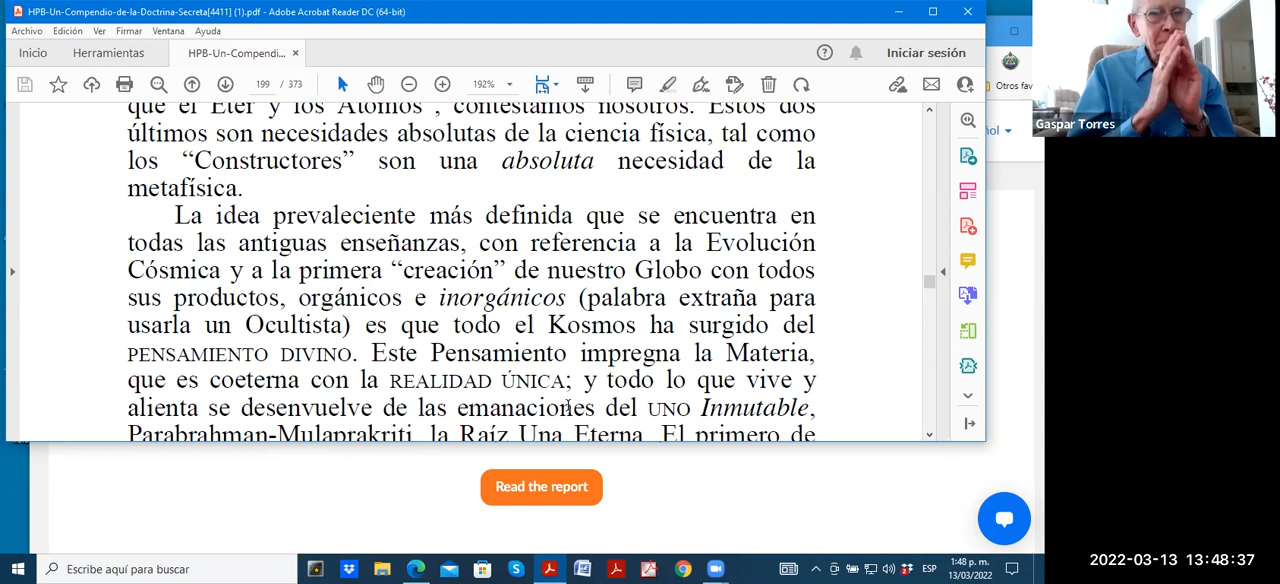 HPB-Un-Compendio-de-la-Doctrina-Secreta[4411] (1).pdf - Adobe Acrobat Reader DC (64-bit)
Archivo Edición Ver Firmar Ventana Ayuda
Inicio Herramientas HPB-Un-Compendi... × Iniciar sesión
199 / 373 192%
que el Éter y los Átomos", contestamos nosotros. Estos dos
últimos son necesidades absolutas de la ciencia física, tal como
los “Constructores” son una absoluta necesidad de la
metafísica.
La idea prevaleciente más definida que se encuentra en
todas las antiguas enseñanzas, con referencia a la Evolución
Cósmica y a la primera “creación” de nuestro Globo con todos
sus productos, orgánicos e inorgánicos (palabra extraña para
usarla un Ocultista) es que todo el Kosmos ha surgido del
PENSAMIENTO DIVINO. Este Pensamiento impregna la Materia,
que es coeterna con la REALIDAD ÚNICA; y todo lo que vive y
alienta se desenvuelve de las emanaciones del UNO Inmutable,
Parabrahman-Mulaprakriti, la Raíz Una Eterna. El primero de
Otros fav
ñol
Gaspar Torres
Read the report
Escribe aquí para buscar
ESP
1:48 p. m.
13/03/2022
2022-03-13 13:48:37